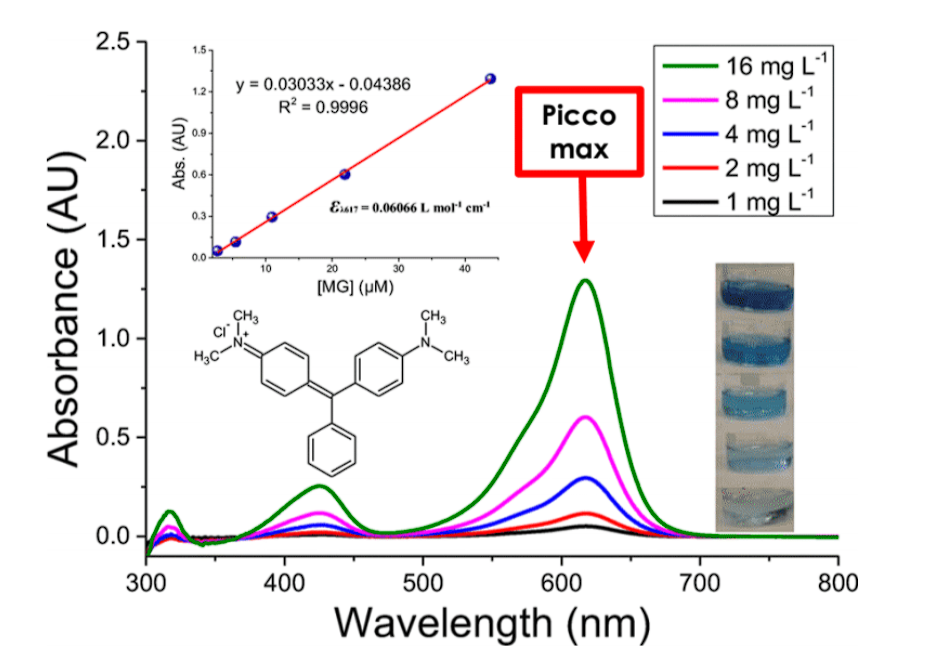 2.5
2.0
1.5
1.0
0.5
0.0
Absorbance (AU)
300
400
500
600
700
800
Wavelength (nm)
1.5
1.2
0.9
0.6
0.3
0.0
Abs. (AU)
y = 0.03033x - 0.04386
R² = 0.9996
Ɛλ617 = 0.06066 L mol⁻¹ cm⁻¹
10
20
30
40
[MG] (μM)
Picco
max
16 mg L⁻¹
8 mg L⁻¹
4 mg L⁻¹
2 mg L⁻¹
1 mg L⁻¹
CH₃
Cl⁻
N⁺
H₃C
CH₃
N
CH₃